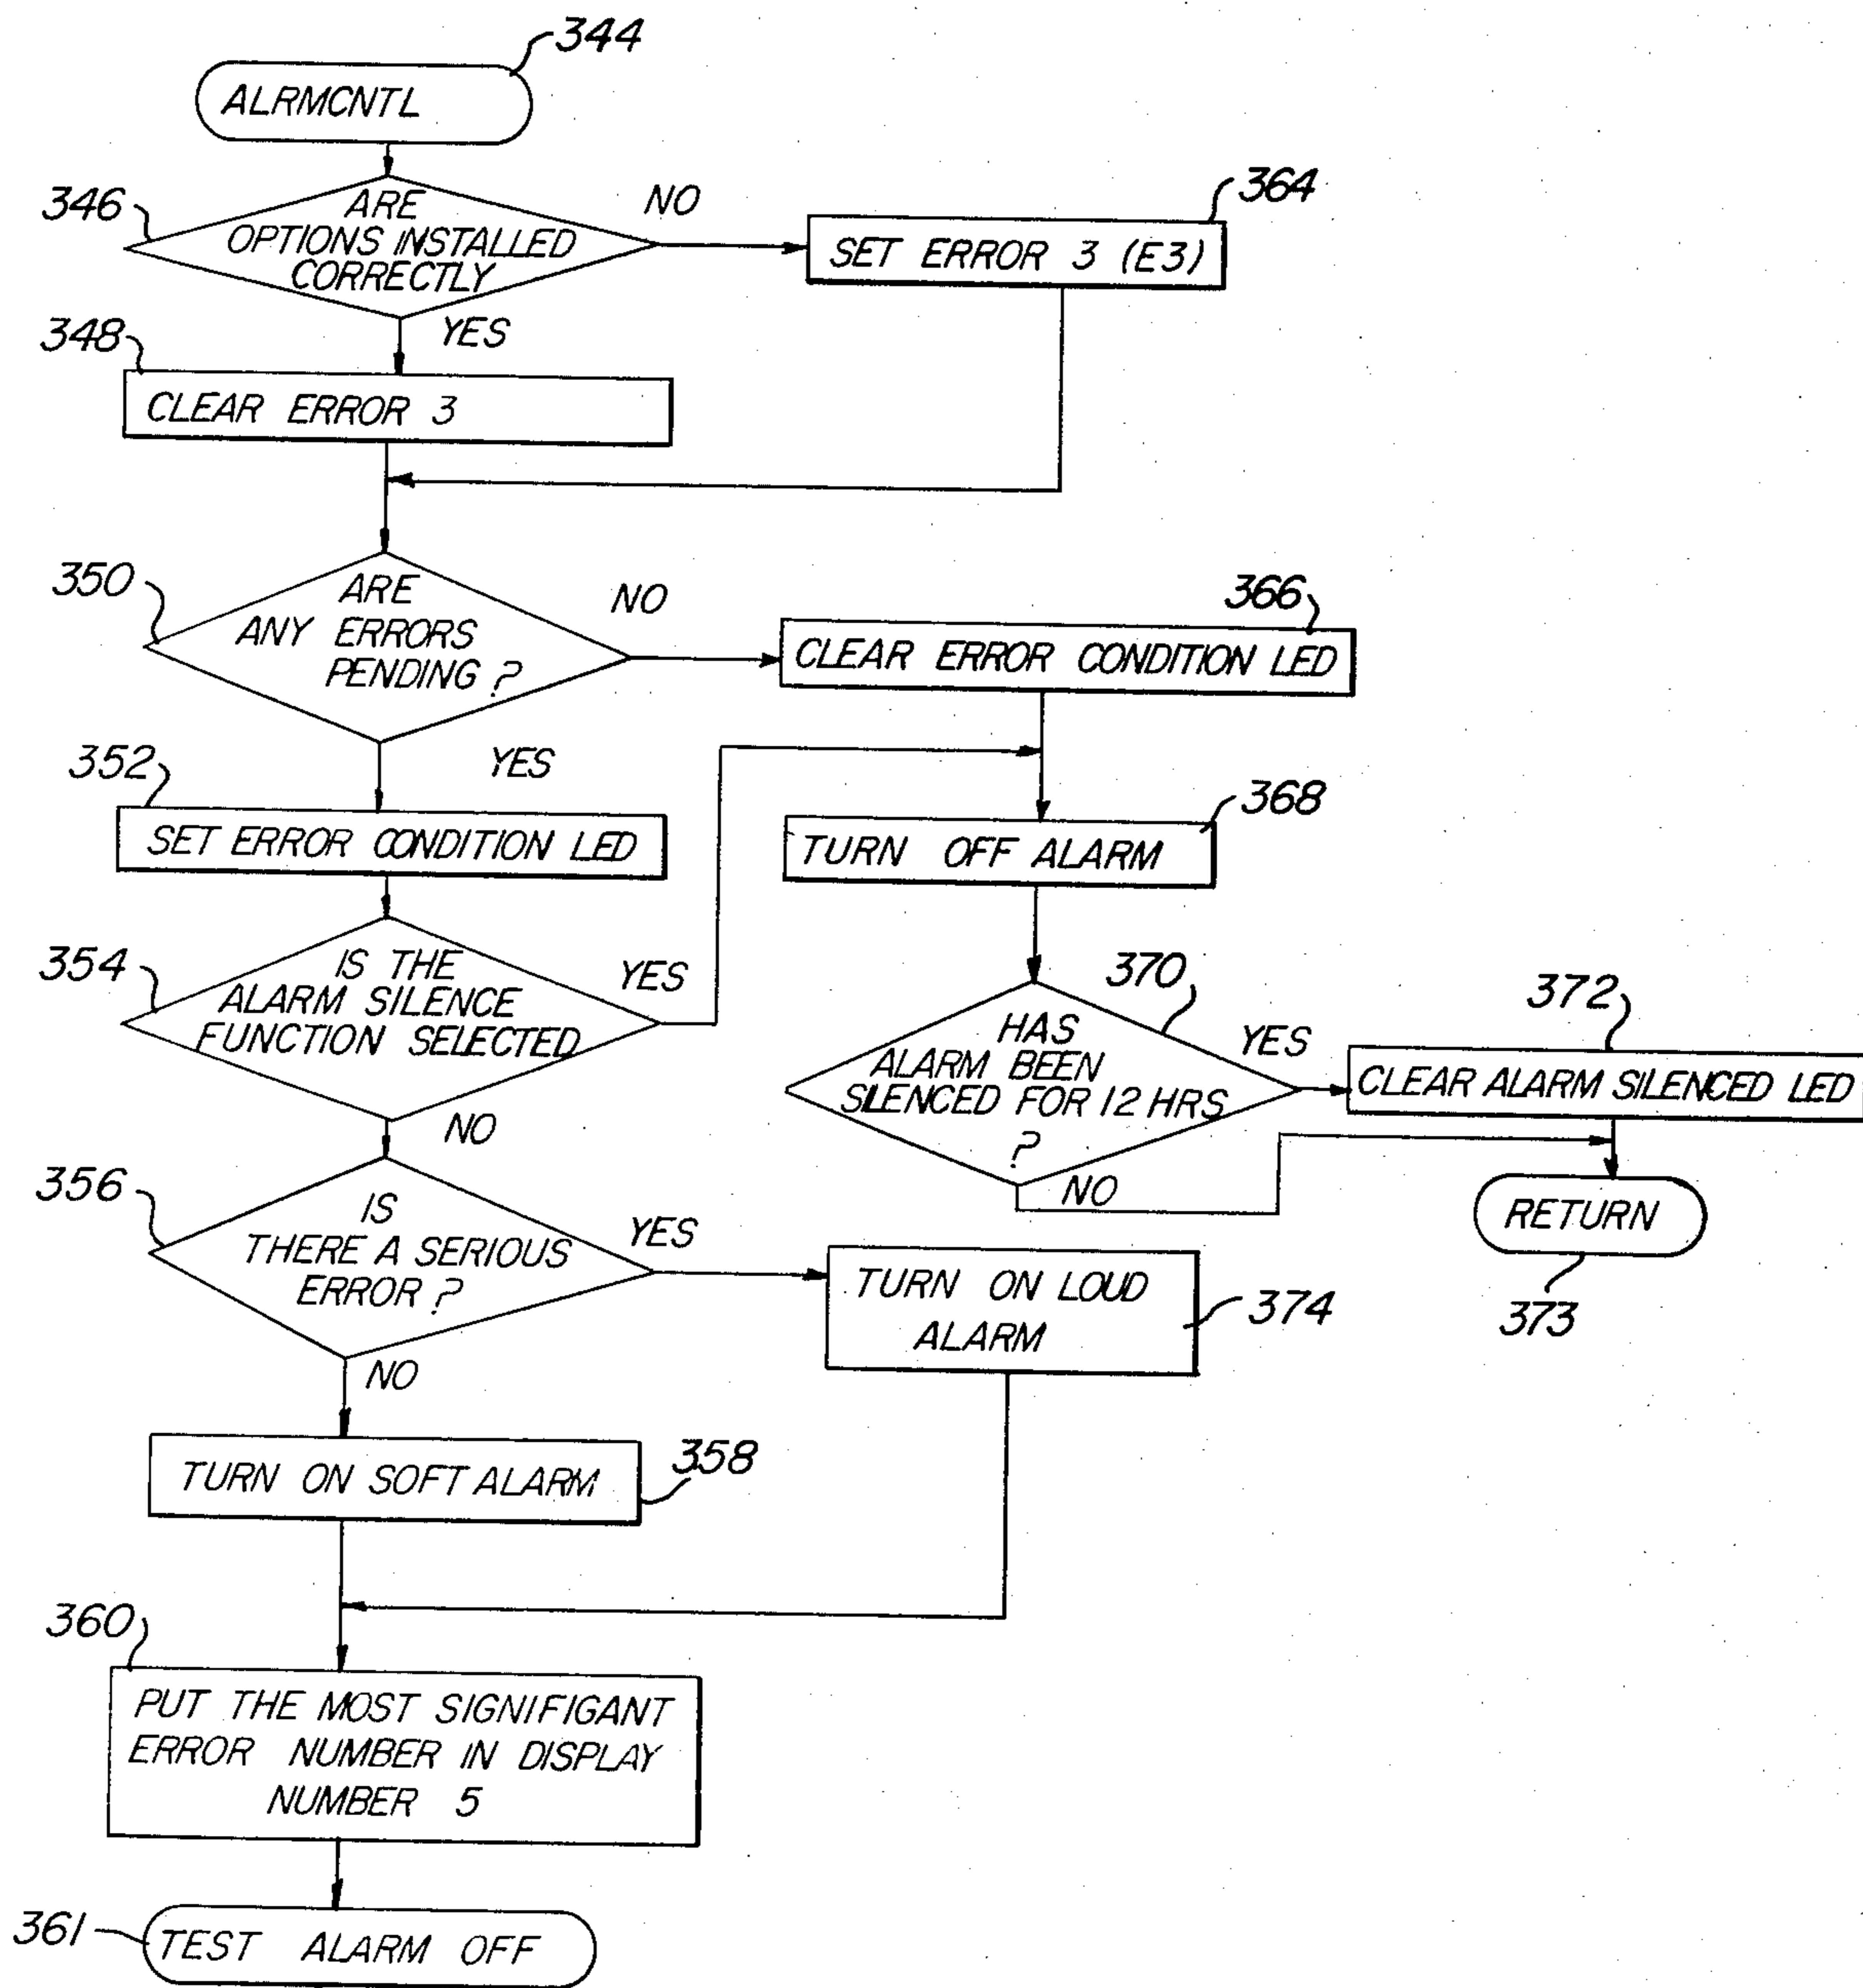 344
ALRMCNTL
346
ARE
OPTIONS INSTALLED
CORRECTLY
NO
364
SET ERROR 3 (E3)
YES
348
CLEAR ERROR 3
350
ARE
ANY ERRORS
PENDING ?
NO
366
CLEAR ERROR CONDITION LED
YES
352
SET ERROR CONDITION LED
368
TURN OFF ALARM
354
IS THE
ALARM SILENCE
FUNCTION SELECTED
YES
370
HAS
ALARM BEEN
SLENCED FOR 12 HRS
?
YES
372
CLEAR ALARM SILENCED LED
NO
NO
RETURN
373
356
IS
THERE A SERIOUS
ERROR ?
YES
TURN ON LOUD
ALARM
374
NO
TURN ON SOFT ALARM
358
360
PUT THE MOST SIGNIFIGANT
ERROR NUMBER IN DISPLAY
NUMBER 5
361
TEST ALARM OFF